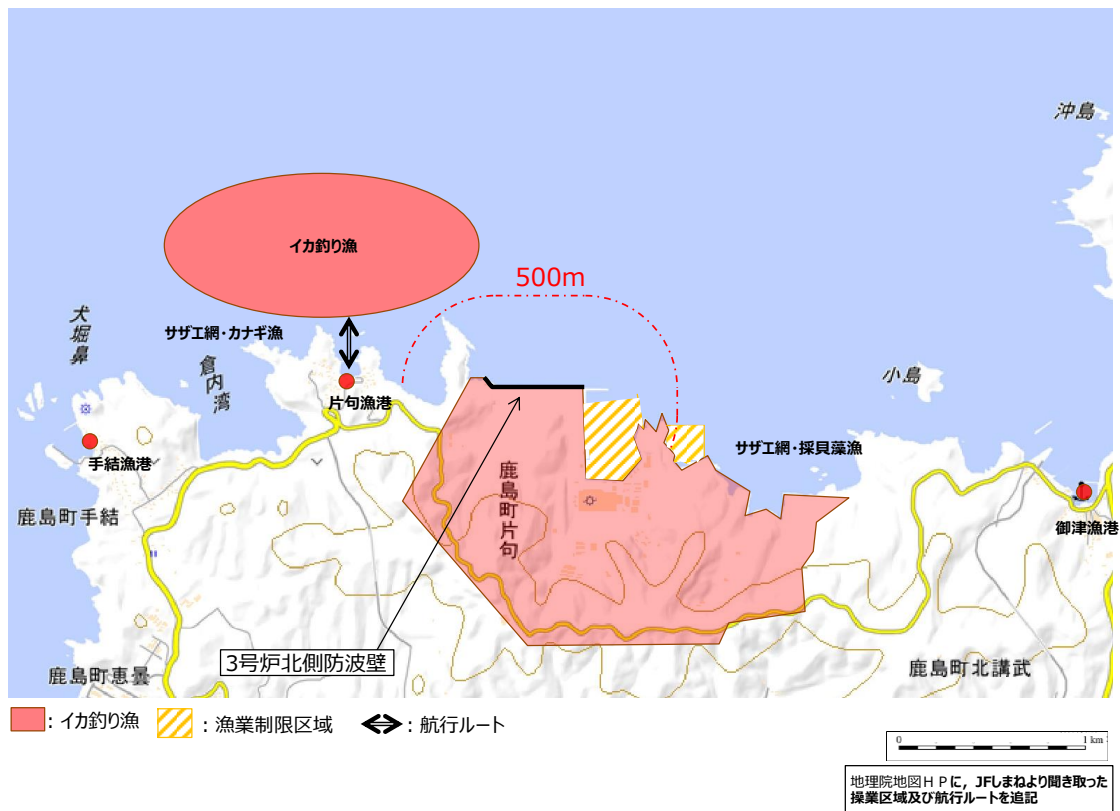 沖島
イカ釣り漁
500m
犬堀鼻
サザエ網・カナギ漁
倉内湾
小島
片句漁港
手結漁港
サザエ網・採貝藻漁
鹿島町片句
御津漁港
鹿島町手結
3号炉北側防波壁
鹿島町恵曇
鹿島町北講武
：イカ釣り漁
：漁業制限区域
：航行ルート
0
1 km
地理院地図ＨＰに，JFしまねより聞き取った
操業区域及び航行ルートを追記